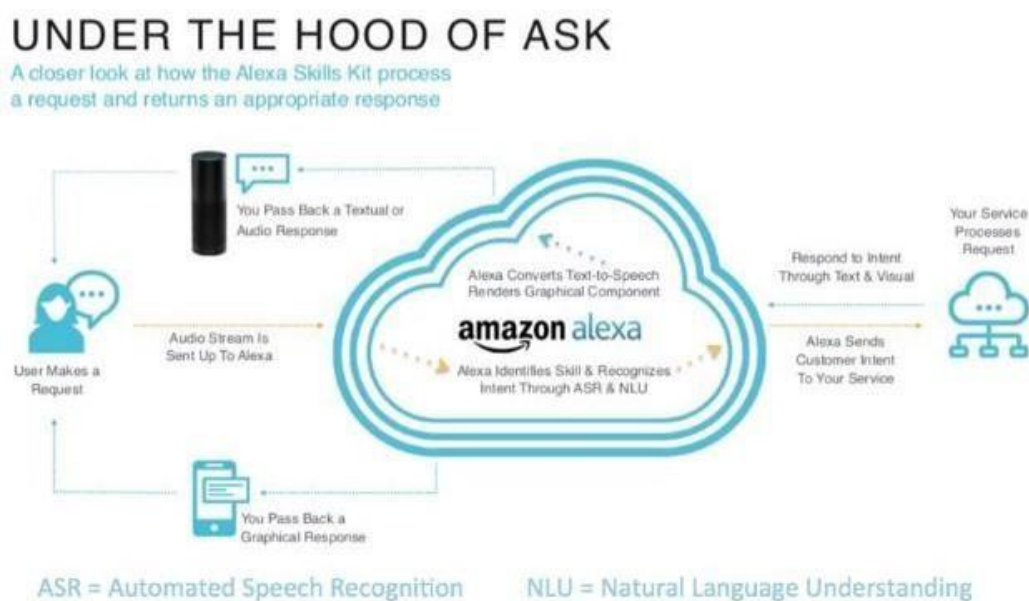 UNDER THE HOOD OF ASK
A closer look at how the Alexa Skills Kit process
a request and returns an appropriate response
You Pass Back a Textual or
Audio Response
Your Service
Processes
Request
Alexa Converts Text-to-Speech
Renders Graphical Component
Respond to Intent
Through Text & Visual
amazon alexa
Audio Stream Is
Sent Up To Alexa
Alexa Sends
Customer Intent
To Your Service
User Makes a
Request
Alexa Identifies Skill & Recognizes
Intent Through ASR & NLU
You Pass Back a
Graphical Response
ASR = Automated Speech Recognition
NLU = Natural Language Understanding